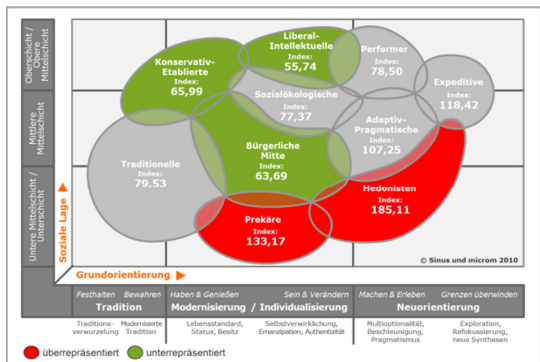 Oberschicht /
Obere
Mittelschicht
Mittlere
Mittelschicht
Untere Mittelschicht /
Unterschicht
Soziale Lage
Konservativ-
Etablierte
Index:
65,99
Liberal-
Intellektuelle
Index:
55,74
Performer
Index:
78,50
Expeditive
Index:
118,42
Sozialökologische
Index:
77,37
Adaptiv-
Pragmatische
Index:
107,25
Traditionelle
Index:
79,53
Bürgerliche
Mitte
Index:
63,69
Hedonisten
Index:
185,11
Prekäre
Index:
133,17
© Sinus und microm 2010
Grundorientierung
Festhalten Bewahren
Tradition
Haben & Genießen Sein & Verändern
Modernisierung / Individualisierung
Machen & Erleben Grenzen überwinden
Neuorientierung
Traditions-
verwurzelung
Modernisierte
Tradition
Lebensstandard,
Status, Besitz
Selbstverwirklichung,
Emanzipation, Authentizität
Multioptionalität,
Beschleunigung,
Pragmatismus
Exploration,
Refokussierung,
neue Synthesen
überrepräsentiert unterrepräsentiert